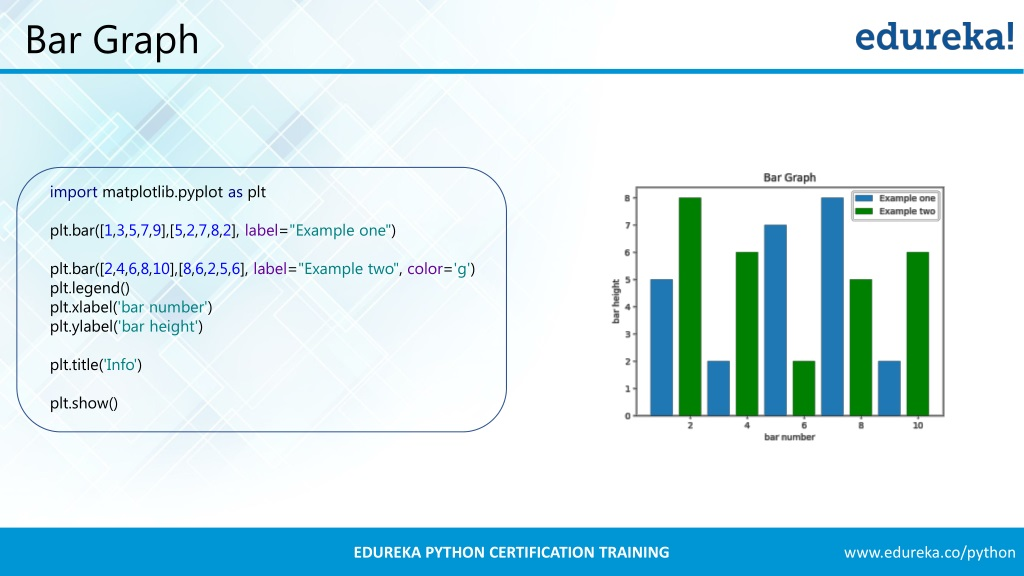 Bar Graph
edureka!
import matplotlib.pyplot as plt
plt.bar([1,3,5,7,9],[5,2,7,8,2], label="Example one")
plt.bar([2,4,6,8,10],[8,6,2,5,6], label="Example two", color='g')
plt.legend()
plt.xlabel('bar number')
plt.ylabel('bar height')
plt.title('Info')
plt.show()
Bar Graph
Example one
Example two
bar height
8
7
6
5
4
3
2
1
0
2 4 6 8 10
bar number
EDUREKA PYTHON CERTIFICATION TRAINING
www.edureka.co/python